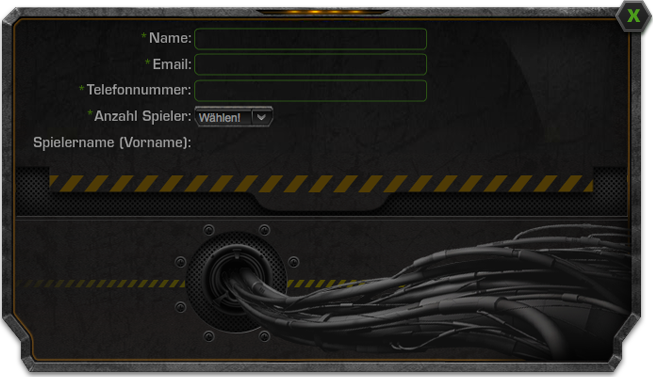 *Name:
*Email:
*Telefonnummer:
*Anzahl Spieler: Wählen!
Spielername (Vorname):
X